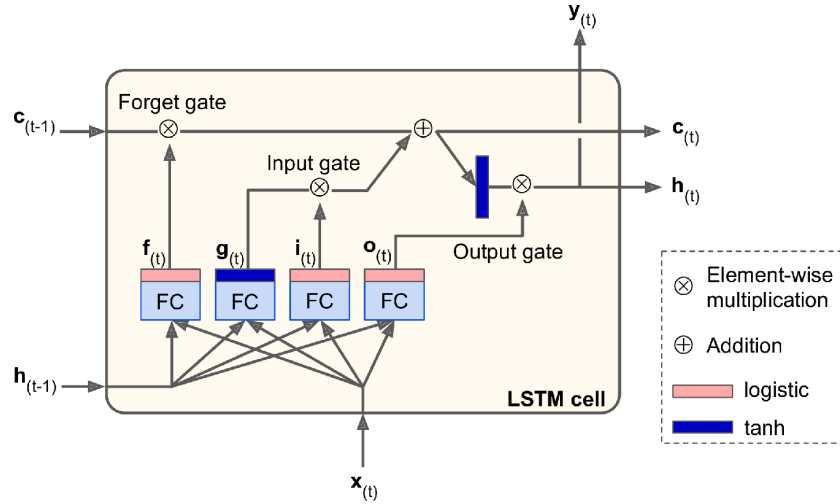 y(t)
Forget gate
c(t-1)
c(t)
Input gate
h(t)
f(t) g(t) i(t) o(t)
Output gate
FC FC FC FC
Element-wise
multiplication
Addition
h(t-1)
LSTM cell
logistic
tanh
x(t)